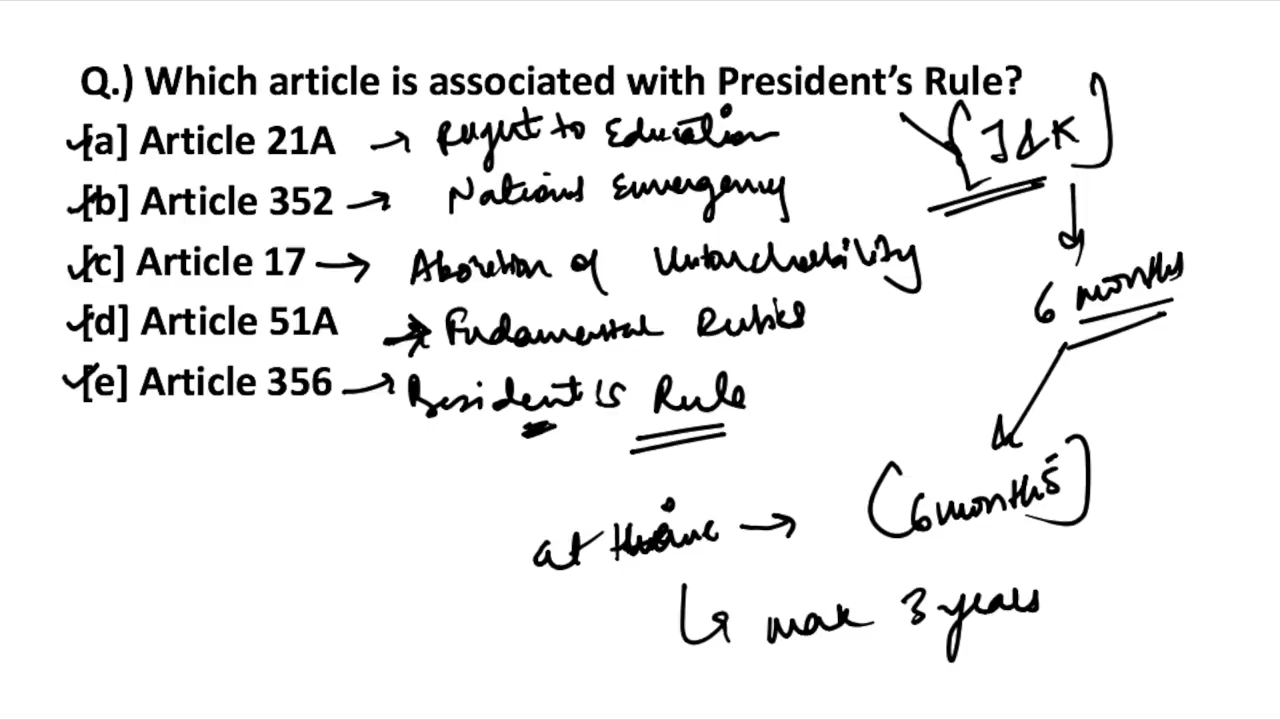 Q.) Which article is associated with President's Rule?
[a] Article 21A → Right to Education
[J & K]
[b] Article 352 → National Emergency
[c] Article 17 → Abolition of Untouchability
6 months
[d] Article 51A → Fundamental Duties
[e] Article 356 → President's Rule
at → (6 months]
max 3 years